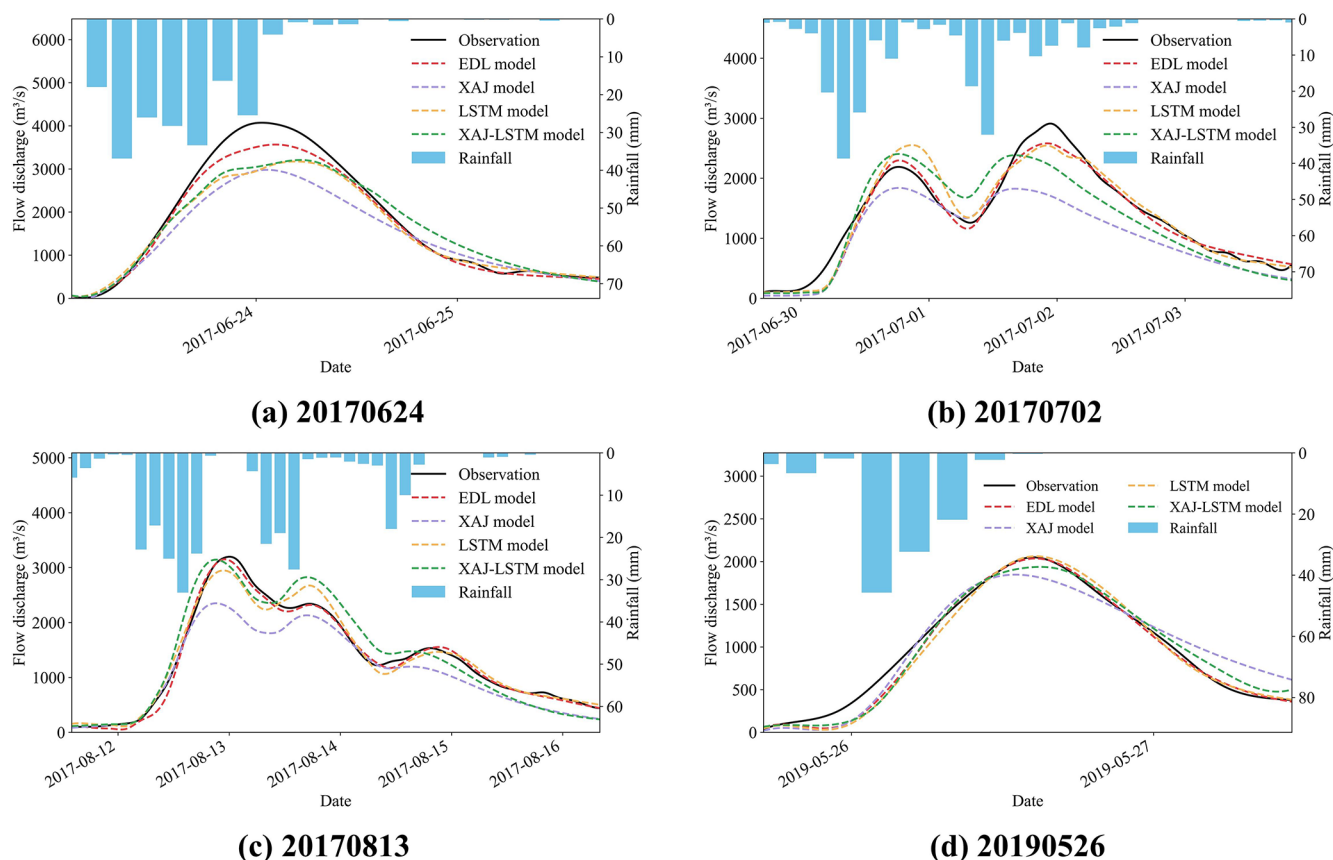 6000
5000
4000
3000
2000
1000
0
Flow discharge (m³/s)
Observation
EDL model
XAJ model
LSTM model
XAJ-LSTM model
Rainfall
0
10
20
30
40
50
60
70
Rainfall (mm)
2017-06-24
2017-06-25
Date
(a) 20170624
4000
3000
2000
1000
0
Flow discharge (m³/s)
Observation
EDL model
XAJ model
LSTM model
XAJ-LSTM model
Rainfall
0
10
20
30
40
50
60
70
Rainfall (mm)
2017-06-30
2017-07-01
2017-07-02
2017-07-03
Date
(b) 20170702
5000
4000
3000
2000
1000
0
Flow discharge (m³/s)
Observation
EDL model
XAJ model
LSTM model
XAJ-LSTM model
Rainfall
0
10
20
30
40
50
60
Rainfall (mm)
2017-08-12
2017-08-13
2017-08-14
2017-08-15
2017-08-16
Date
(c) 20170813
3000
2500
2000
1500
1000
500
0
Flow discharge (m³/s)
Observation
EDL model
XAJ model
LSTM model
XAJ-LSTM model
Rainfall
0
20
40
60
80
Rainfall (mm)
2019-05-26
2019-05-27
Date
(d) 20190526